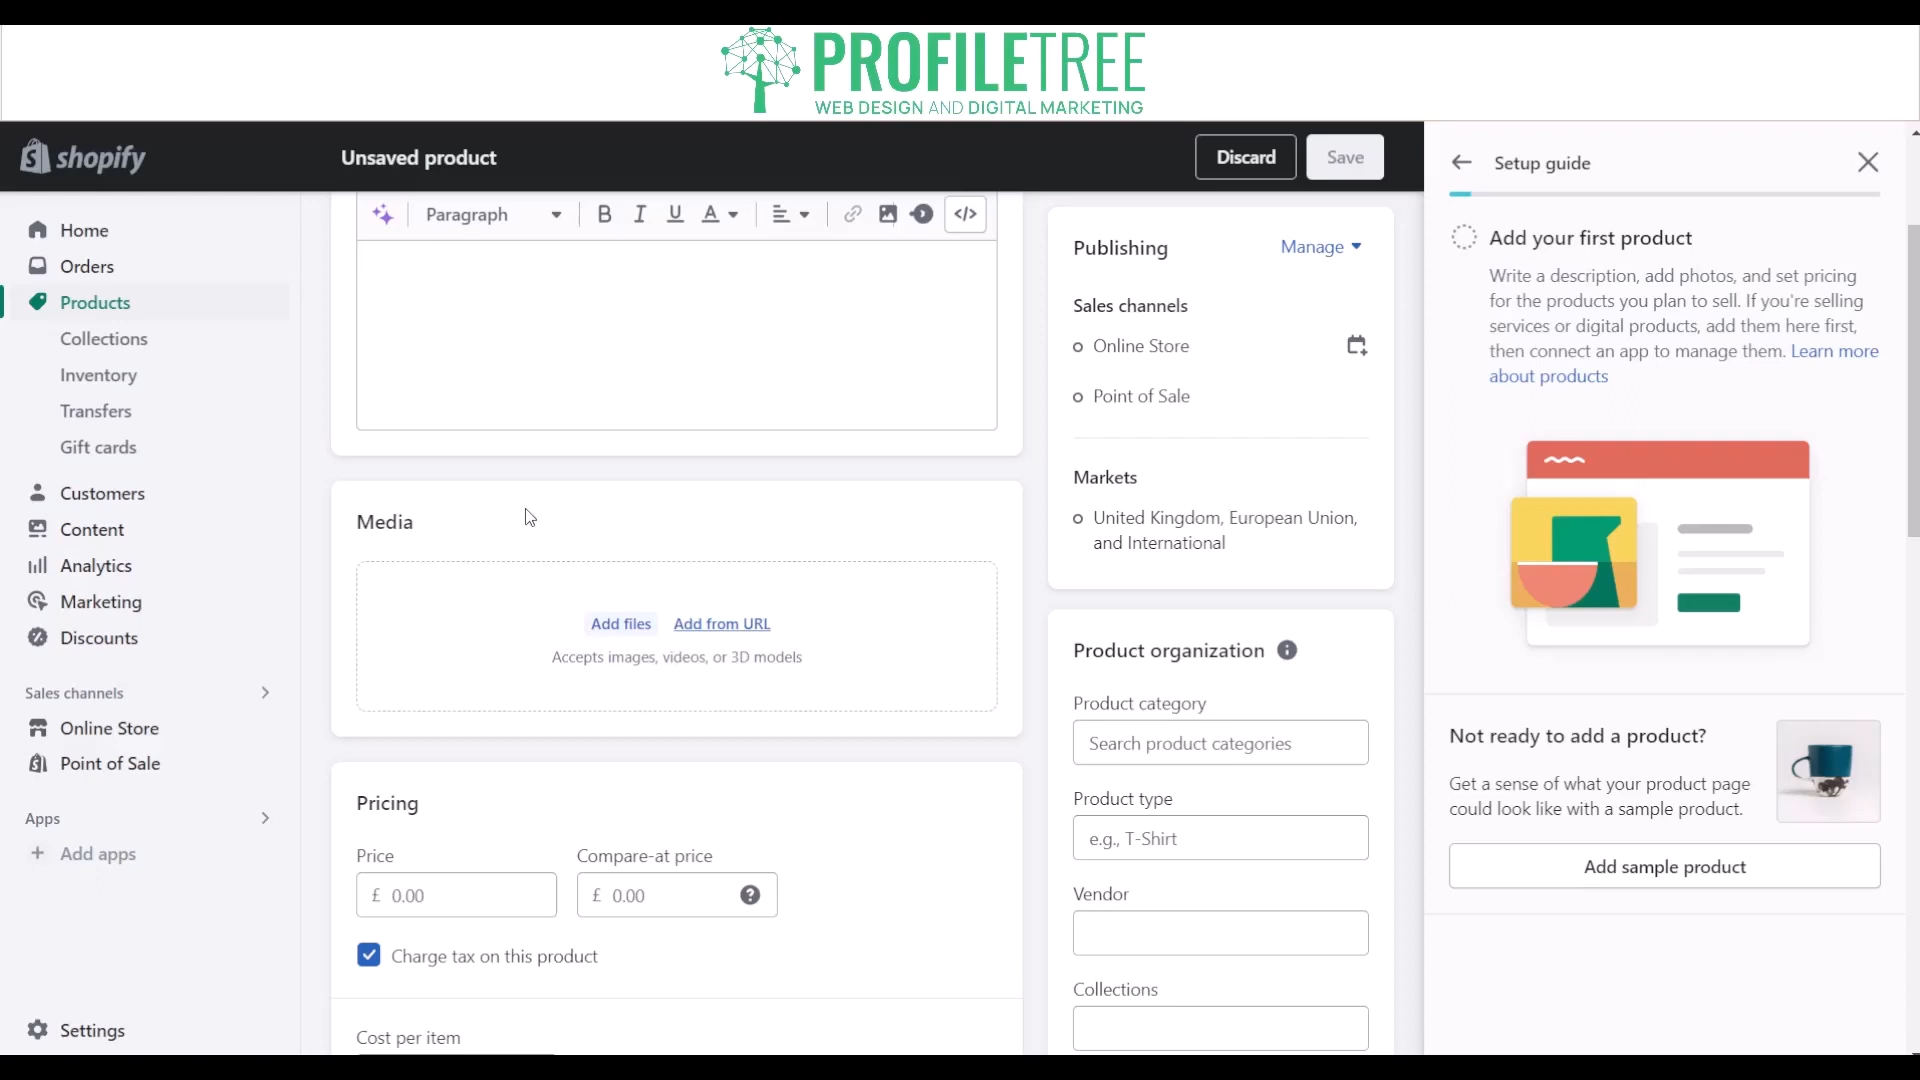 PROFILETREE
WEB DESIGN AND DIGITAL MARKETING
shopify
Unsaved product
Discard
Save
Setup guide
Home
Orders
Products
Collections
Inventory
Transfers
Gift cards
Customers
Content
Analytics
Marketing
Discounts
Sales channels
Online Store
Point of Sale
Apps
Add apps
Settings
Paragraph
B I U A </>
Media
Add files Add from URL
Accepts images, videos, or 3D models
Pricing
Price Compare-at price
£ 0.00 £ 0.00
Charge tax on this product
Cost per item
Publishing
Manage
Sales channels
Online Store
Point of Sale
Markets
United Kingdom, European Union,
and International
Product organization
Product category
Search product categories
Product type
e.g., T-Shirt
Vendor
Collections
Add your first product
Write a description, add photos, and set pricing
for the products you plan to sell. If you're selling
services or digital products, add them here first,
then connect an app to manage them. Learn more
about products
Not ready to add a product?
Get a sense of what your product page
could look like with a sample product.
Add sample product